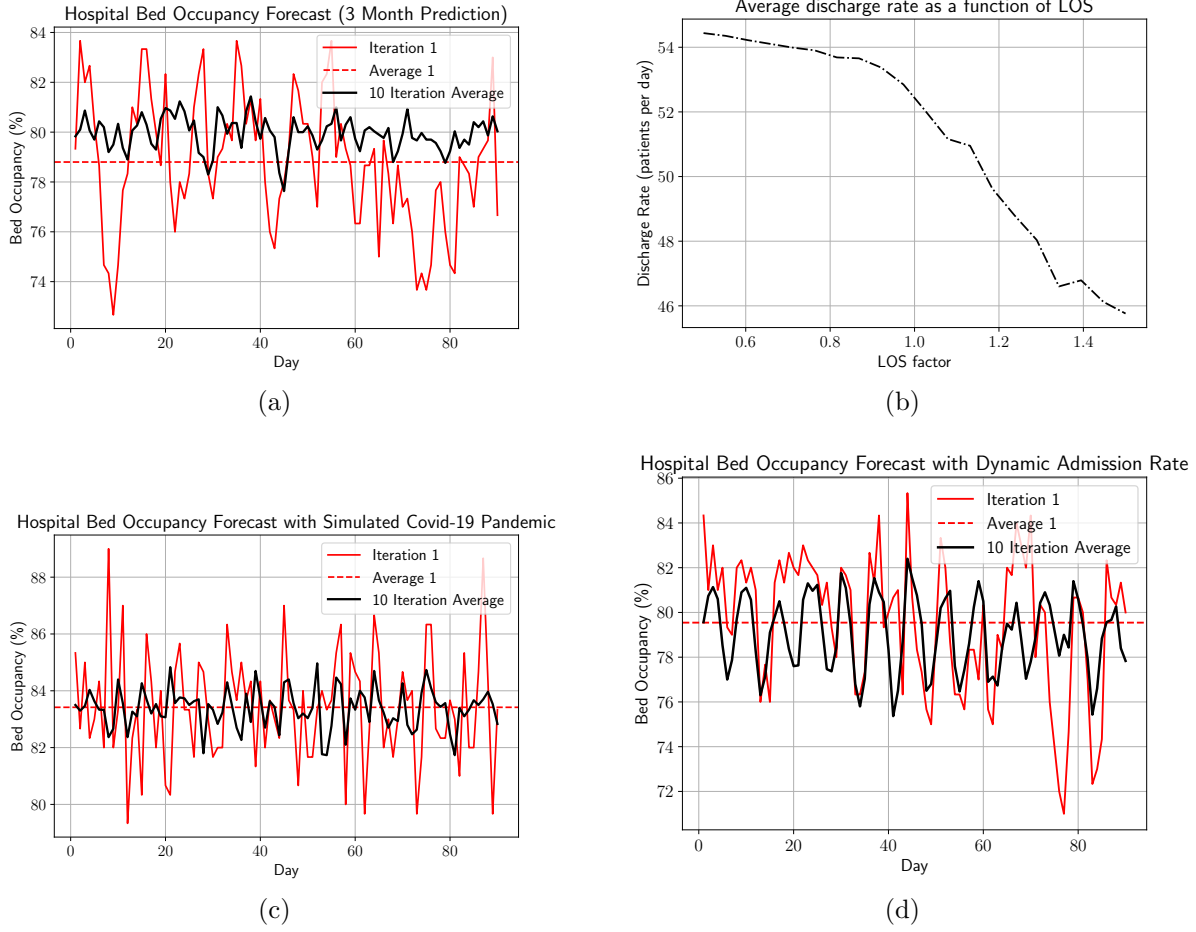 Hospital Bed Occupancy Forecast (3 Month Prediction)
84
82
80
78
76
74
Bed Occupancy (%)
Iteration 1
Average 1
10 Iteration Average
0
20
40
60
80
Day
(a)
Average discharge rate as a function of LOS
54
52
50
48
46
Discharge Rate (patients per day)
0.6
0.8
1.0
1.2
1.4
LOS factor
(b)
Hospital Bed Occupancy Forecast with Simulated Covid-19 Pandemic
88
86
84
82
80
Bed Occupancy (%)
Iteration 1
Average 1
10 Iteration Average
0
20
40
60
80
Day
(c)
Hospital Bed Occupancy Forecast with Dynamic Admission Rate
86
84
82
80
78
76
74
72
Bed Occupancy (%)
Iteration 1
Average 1
10 Iteration Average
0
20
40
60
80
Day
(d)